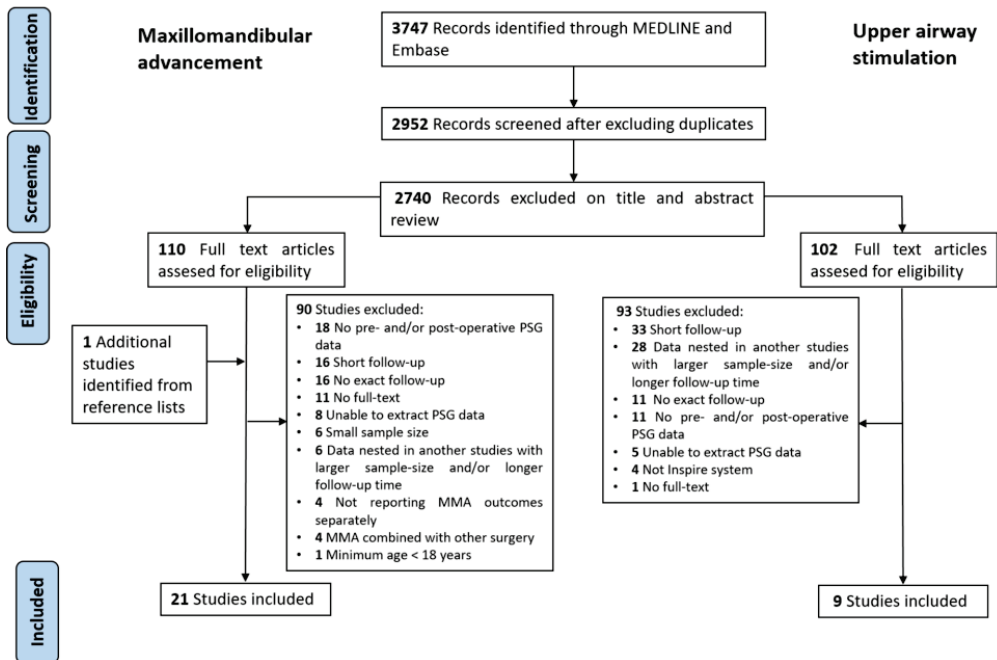 Maxillomandibular
advancement
3747 Records identified through MEDLINE and
Embase
Upper airway
stimulation
Identification
2952 Records screened after excluding duplicates
Screening
2740 Records excluded on title and abstract
review
110 Full text articles
assesed for eligibility
102 Full text articles
assessed for eligibility
Eligibility
1 Additional
studies
identified from
reference lists
90 Studies excluded:
• 18 No pre- and/or post-operative PSG
data
• 16 Short follow-up
• 16 No exact follow-up
• 11 No full-text
• 8 Unable to extract PSG data
• 6 Small sample size
• 6 Data nested in another studies with
larger sample-size and/or longer
follow-up time
• 4 Not reporting MMA outcomes
separately
• 4 MMA combined with other surgery
• 1 Minimum age < 18 years
93 Studies excluded:
• 33 Short follow-up
• 28 Data nested in another studies
with larger sample-size and/or
longer follow-up time
• 11 No exact follow-up
• 11 No pre- and/or post-operative
PSG data
• 5 Unable to extract PSG data
• 4 Not Inspire system
• 1 No full-text
Included
21 Studies included
9 Studies included